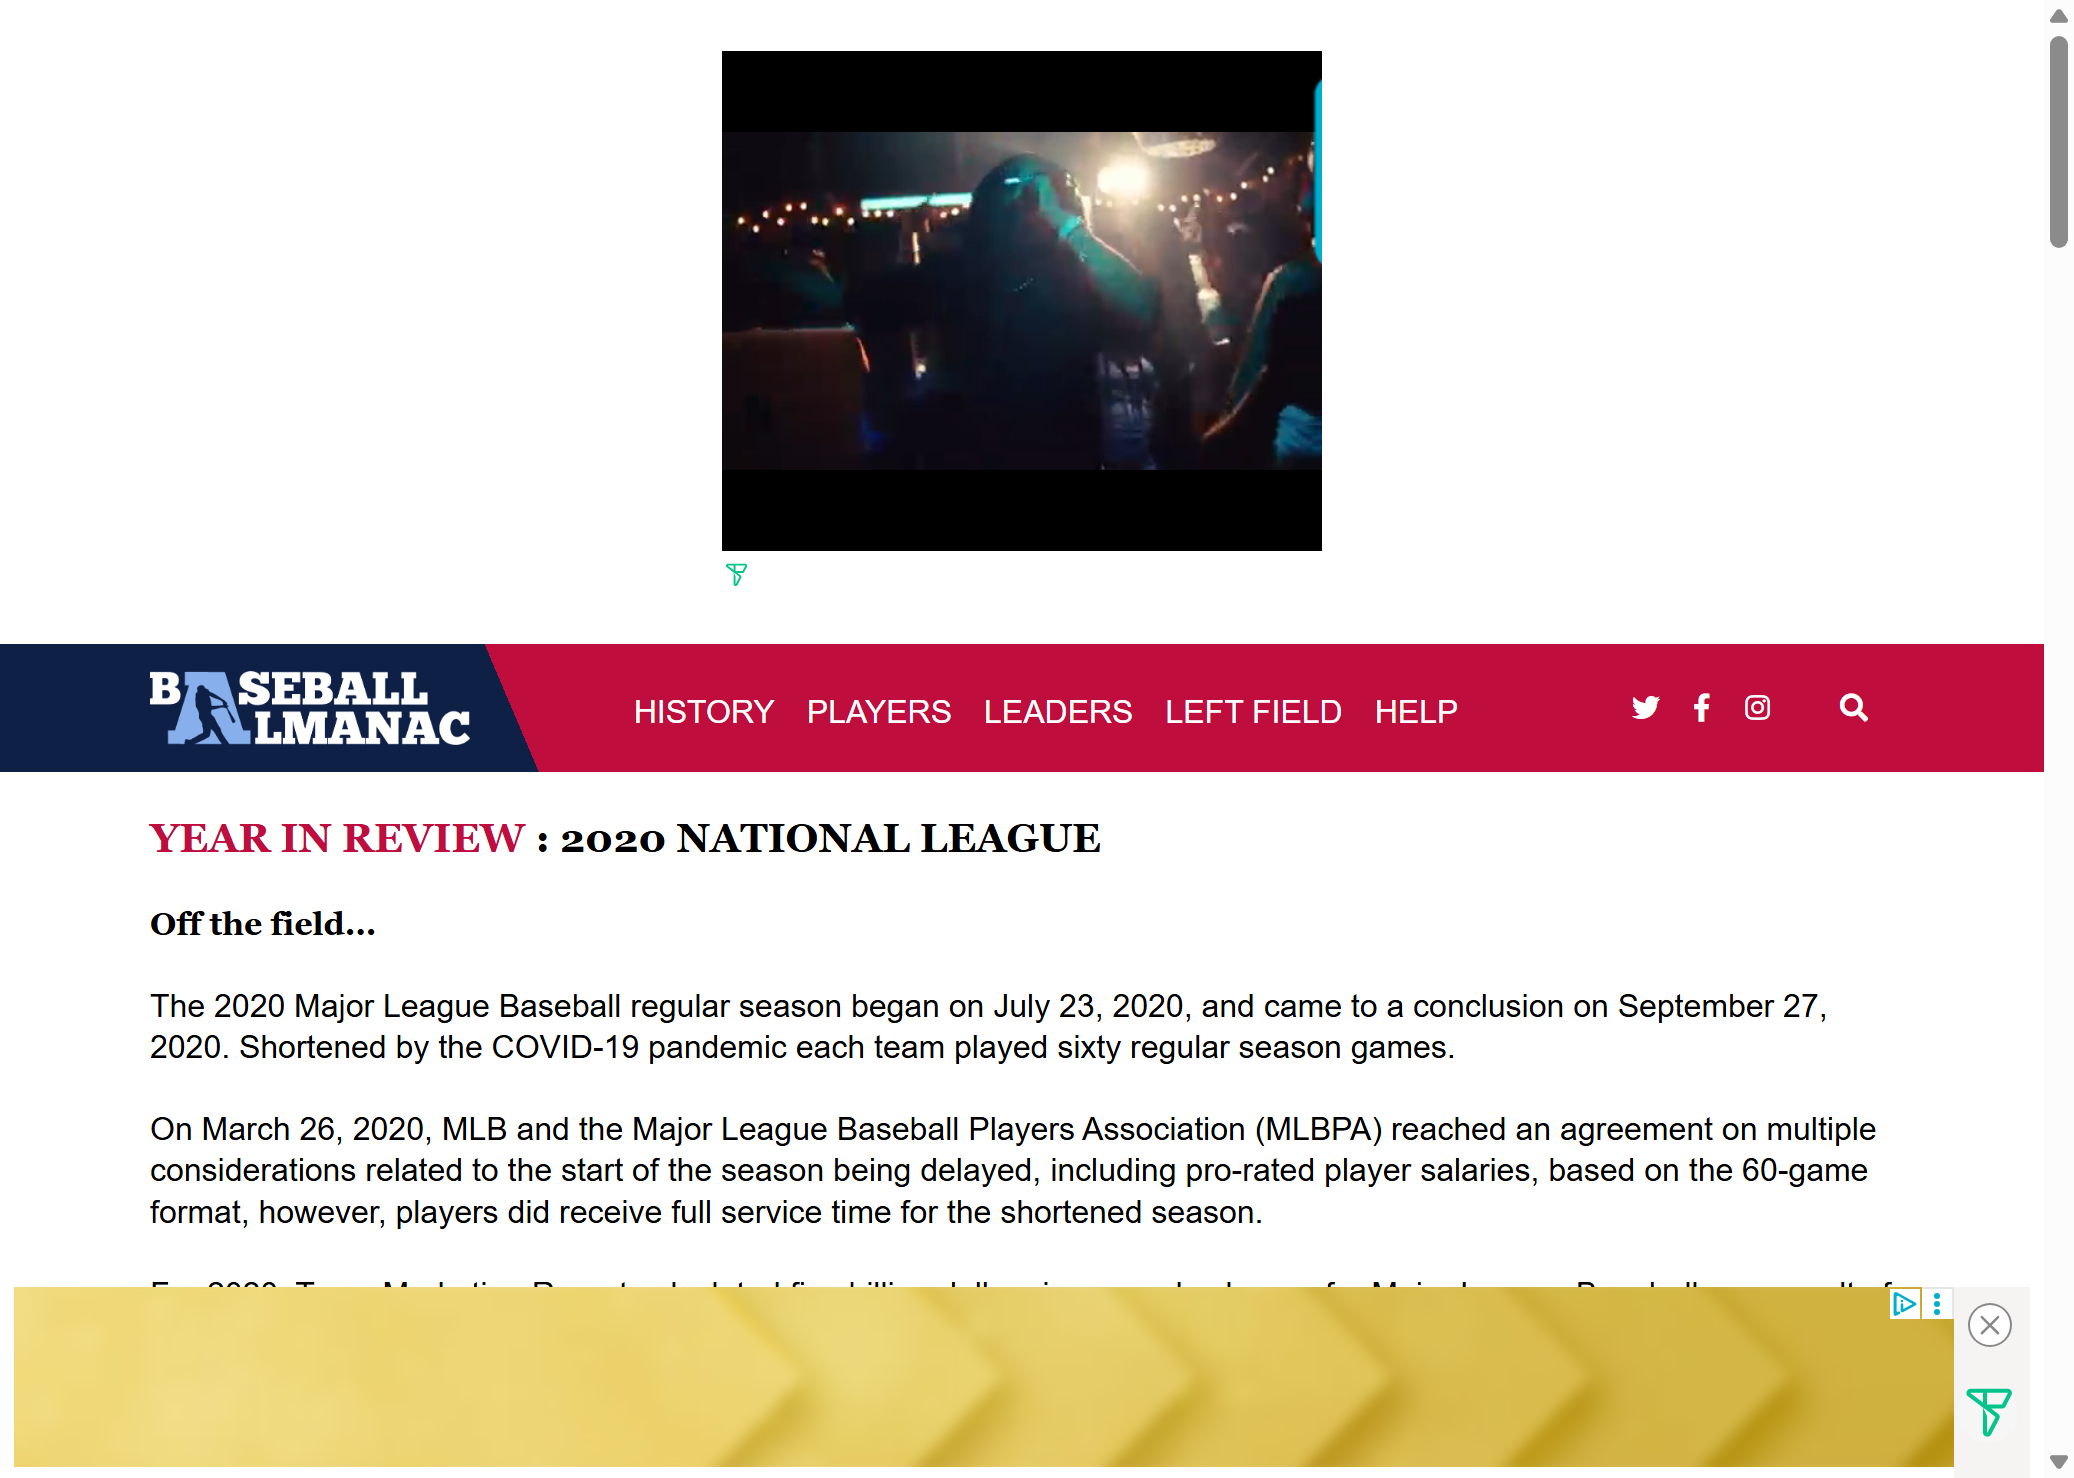 BASEBALL
ALMANAC
HISTORY PLAYERS LEADERS LEFT FIELD HELP
YEAR IN REVIEW : 2020 NATIONAL LEAGUE
Off the field...
The 2020 Major League Baseball regular season began on July 23, 2020, and came to a conclusion on September 27,
2020. Shortened by the COVID-19 pandemic each team played sixty regular season games.
On March 26, 2020, MLB and the Major League Baseball Players Association (MLBPA) reached an agreement on multiple
considerations related to the start of the season being delayed, including pro-rated player salaries, based on the 60-game
format, however, players did receive full service time for the shortened season.